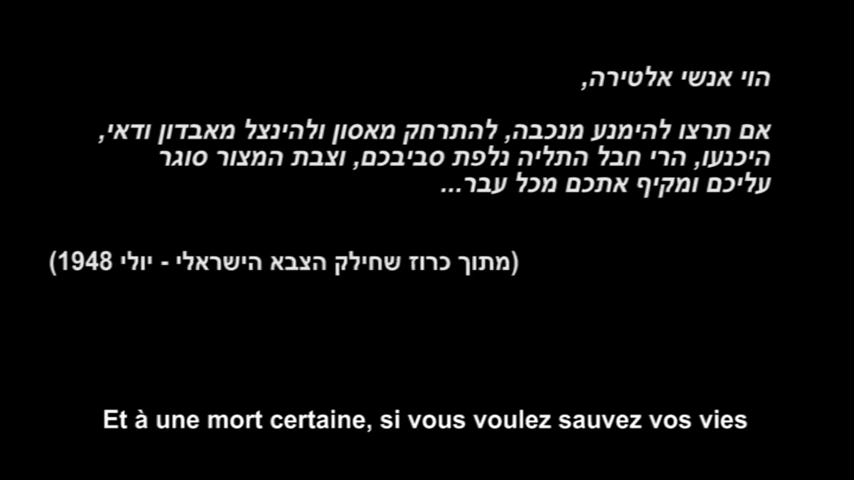 הוי אנשי אלטירה,
אם תרצו להימנע מנכבה, להתרחק מאסון ולהינצל מאבדון ודאי,
היכנעו, הרי חבל התליה נלפת סביבכם, וצבת המצור סוגר
עליכם ומקיף אתכם מכל עבר...
(מתוך כרוז שחילק הצבא הישראלי - יולי 1948)
Et à une mort certaine, si vous voulez sauvez vos vies